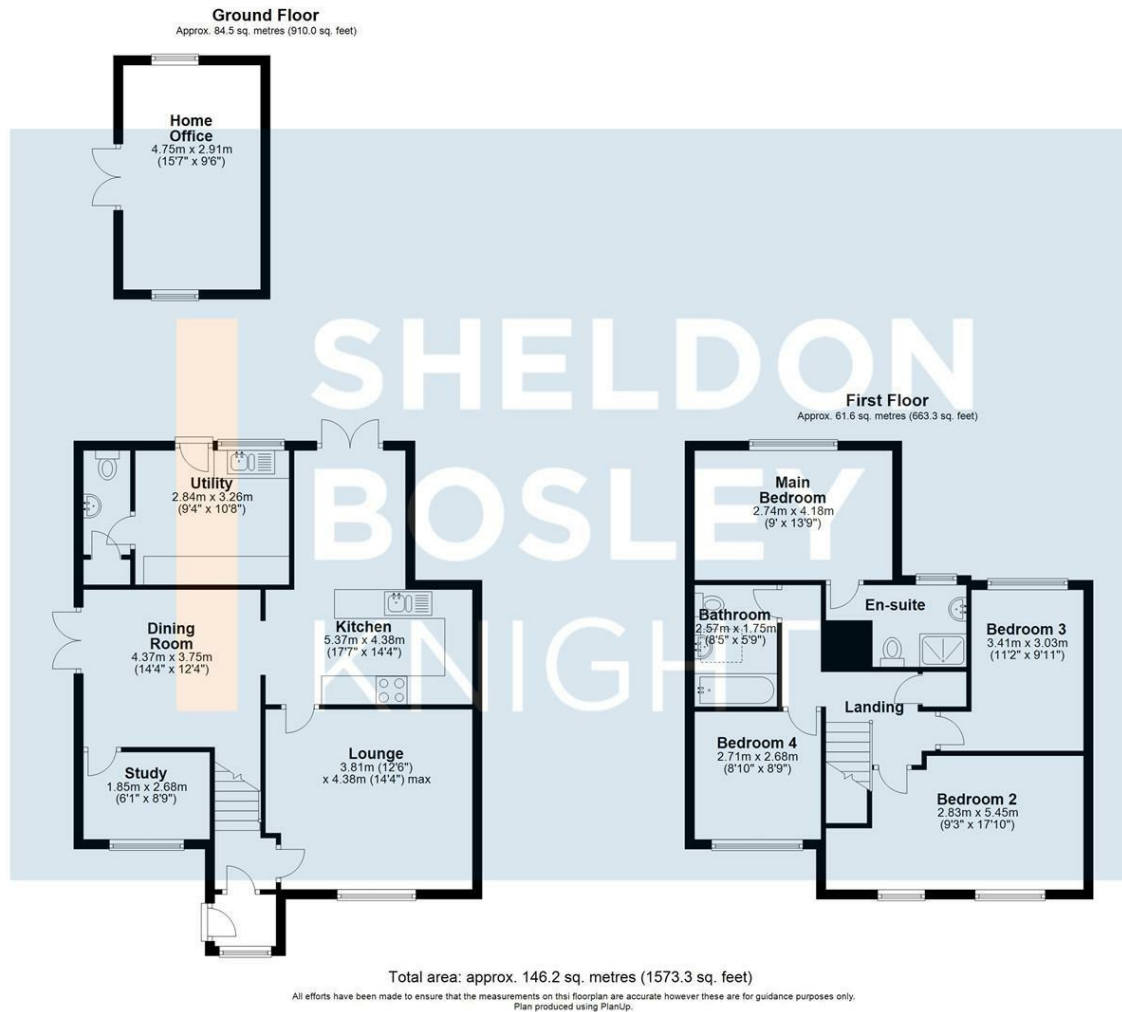 Ground Floor
Approx. 84.5 sq. metres (910.0 sq. feet)
Home
Office
4.75m x 2.91m
(15'7" x 9'6")
SHELDON
BOSLEY
KNIGHT
Utility
2.84m x 3.26m
(9'4" x 10'8")
Dining
Room
4.37m x 3.75m
(14'4" x 12'4")
Kitchen
5.37m x 4.38m
(17'7" x 14'4")
Lounge
3.81m (12'6")
x 4.38m (14'4") max
Study
1.85m x 2.68m
(6'1" x 8'9")
First Floor
Approx. 61.6 sq. metres (663.3 sq. feet)
Main
Bedroom
2.74m x 4.18m
(9' x 13'9")
En-suite
Bathroom
2.57m x 1.75m
(8'5" x 5'9")
Bedroom 3
3.41m x 3.03m
(11'2" x 9'11")
Landing
Bedroom 4
2.71m x 2.68m
(8'10" x 8'9")
Bedroom 2
2.83m x 5.45m
(9'3" x 17'10")
Total area: approx. 146.2 sq. metres (1573.3 sq. feet)
All efforts have been made to ensure that the measurements on thsi floorplan are accurate however these are for guidance purposes only.
Plan produced using PlanUp.